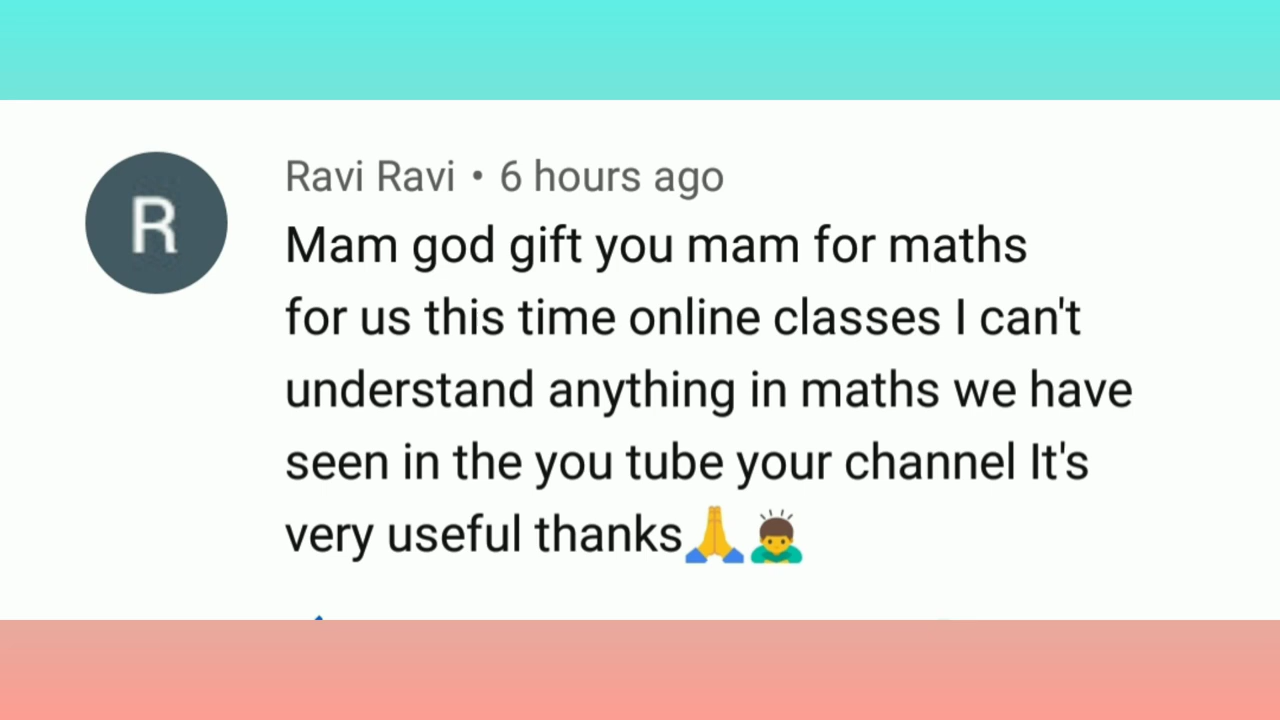 R
Ravi Ravi • 6 hours ago
Mam god gift you mam for maths
for us this time online classes I can't
understand anything in maths we have
seen in the you tube your channel It's
very useful thanks🙏🙇